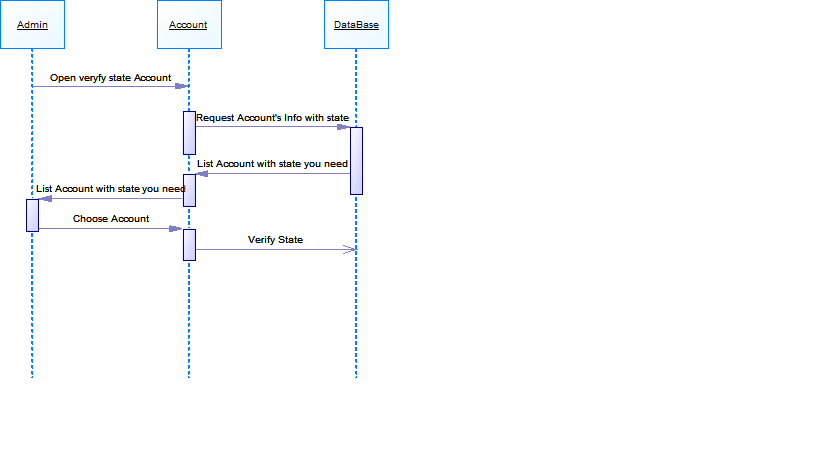 Admin
Account
DataBase
Open veryfy state Account
Request Account's Info with state
List Account with state you need
List Account with state you need
Choose Account
Verify State